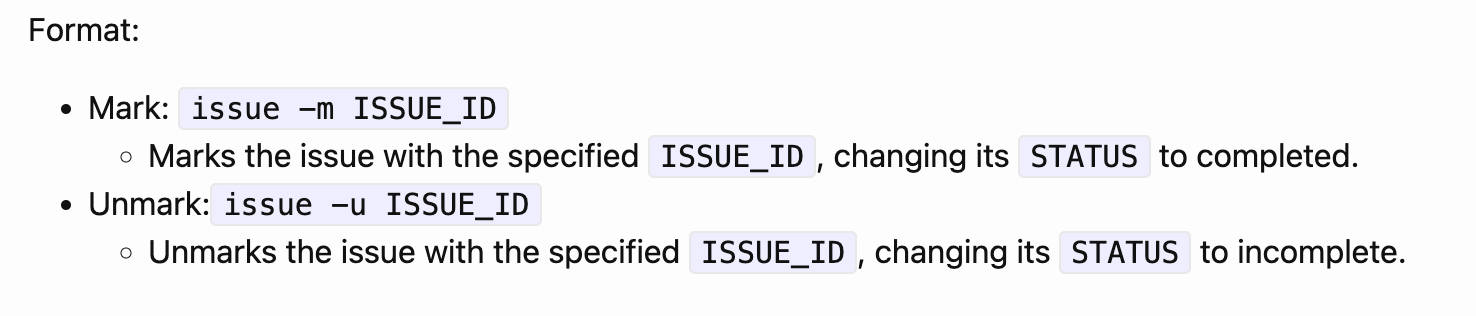 Format:
• Mark: issue -m ISSUE_ID
◦ Marks the issue with the specified ISSUE_ID, changing its STATUS to completed.
• Unmark: issue -u ISSUE_ID
◦ Unmarks the issue with the specified ISSUE_ID, changing its STATUS to incomplete.